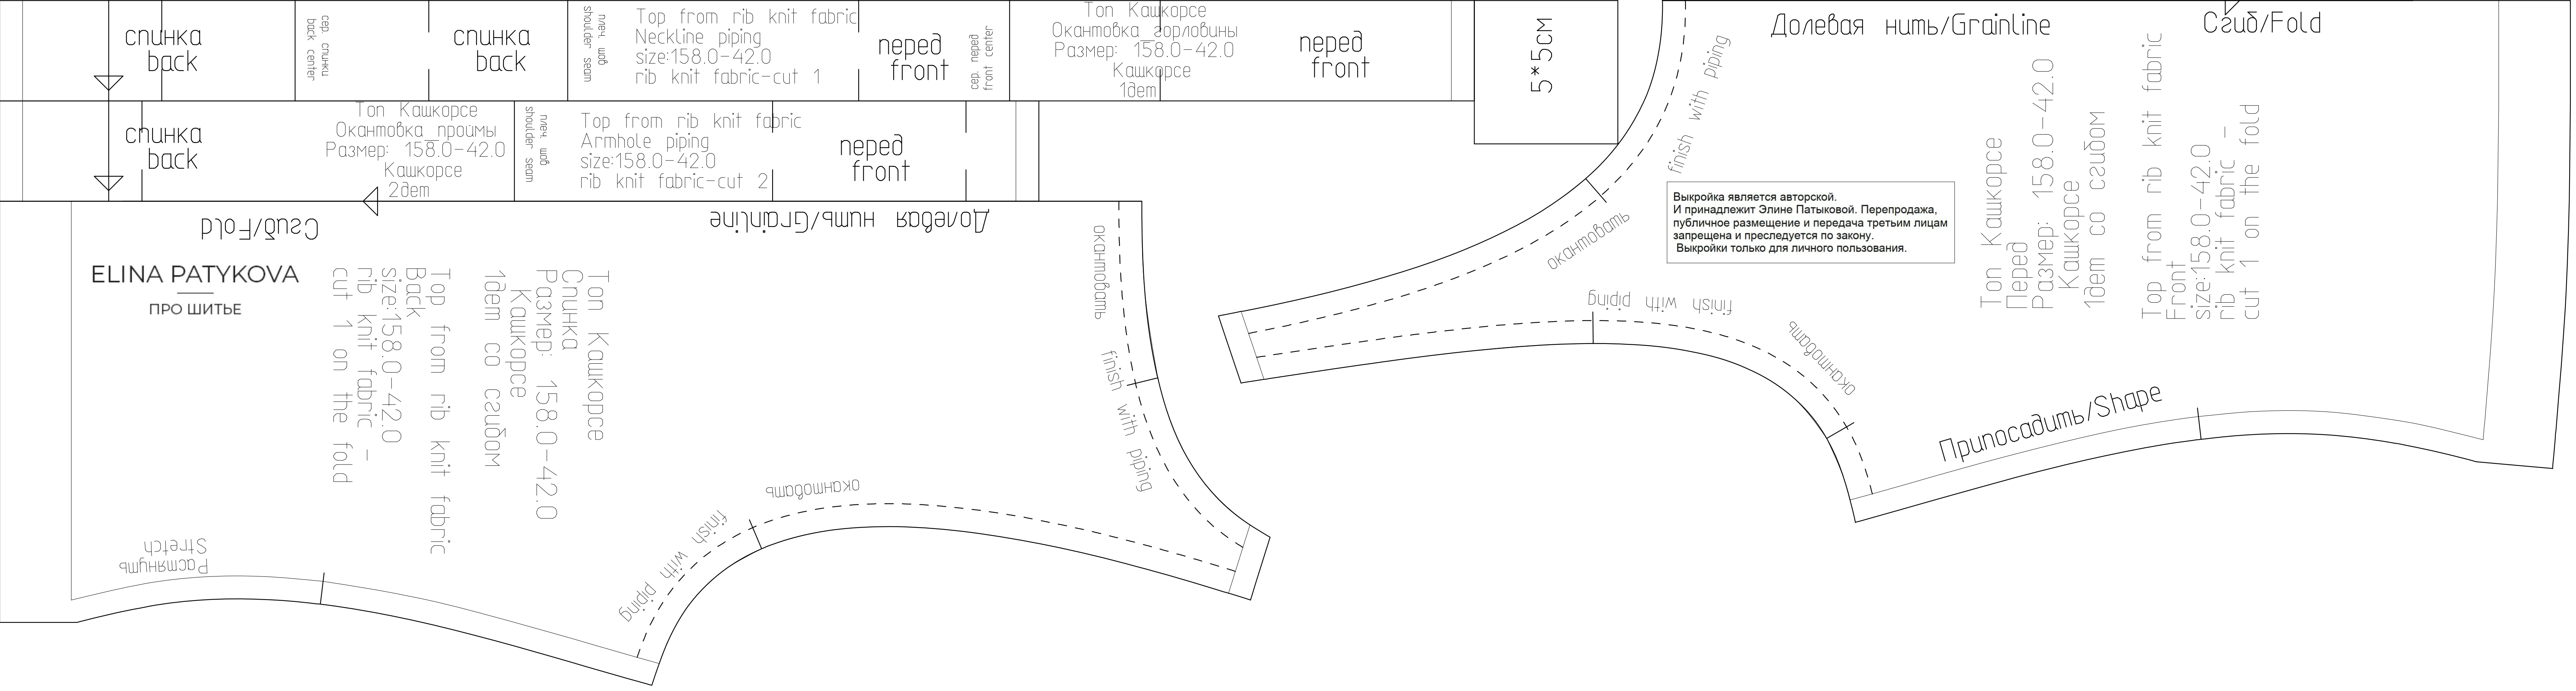 спинка
back
сер. спинки
back center
спинка
back
плеч. шов
shoulder seam
Top from rib knit fabric
Neckline piping
size:158.0-42.0
rib knit fabric-cut 1
перед
front
сер. перед
front center
Топ Кашкорсе
Окантовка горловины
Размер: 158.0-42.0
Кашкорсе
1дет
перед
front
5*5см
спинка
back
Топ Кашкорсе
Окантовка проймы
Размер: 158.0-42.0
Кашкорсе
2дет
плеч. шов
shoulder seam
Top from rib knit fabric
Armhole piping
size:158.0-42.0
rib knit fabric-cut 2
перед
front
Сгиб/Fold
Долевая нить/Grainline
ELINA PATYKOVA
ПРО ШИТЬЕ
Топ Кашкорсе
Спинка
Размер: 158.0-42.0
Кашкорсе
1дет со сгибом
Top from rib knit fabric
Back
size:158.0-42.0
rib knit fabric -
cut 1 on the fold
окантовать
finish with piping
окантовать
finish with piping
Растянуть
Stretch
Долевая нить/Grainline
Сгиб/Fold
finish with piping
окантовать
Выкройка является авторской.
И принадлежит Элине Патыковой. Перепродажа,
публичное размещение и передача третьим лицам
запрещена и преследуется по закону.
Выкройки только для личного пользования.
finish with piping
окантовать
Топ Кашкорсе
Перед
Размер: 158.0-42.0
Кашкорсе
1дет со сгибом
Top from rib knit fabric
Front
size:158.0-42.0
rib knit fabric -
cut 1 on the fold
Припосадить/Shape